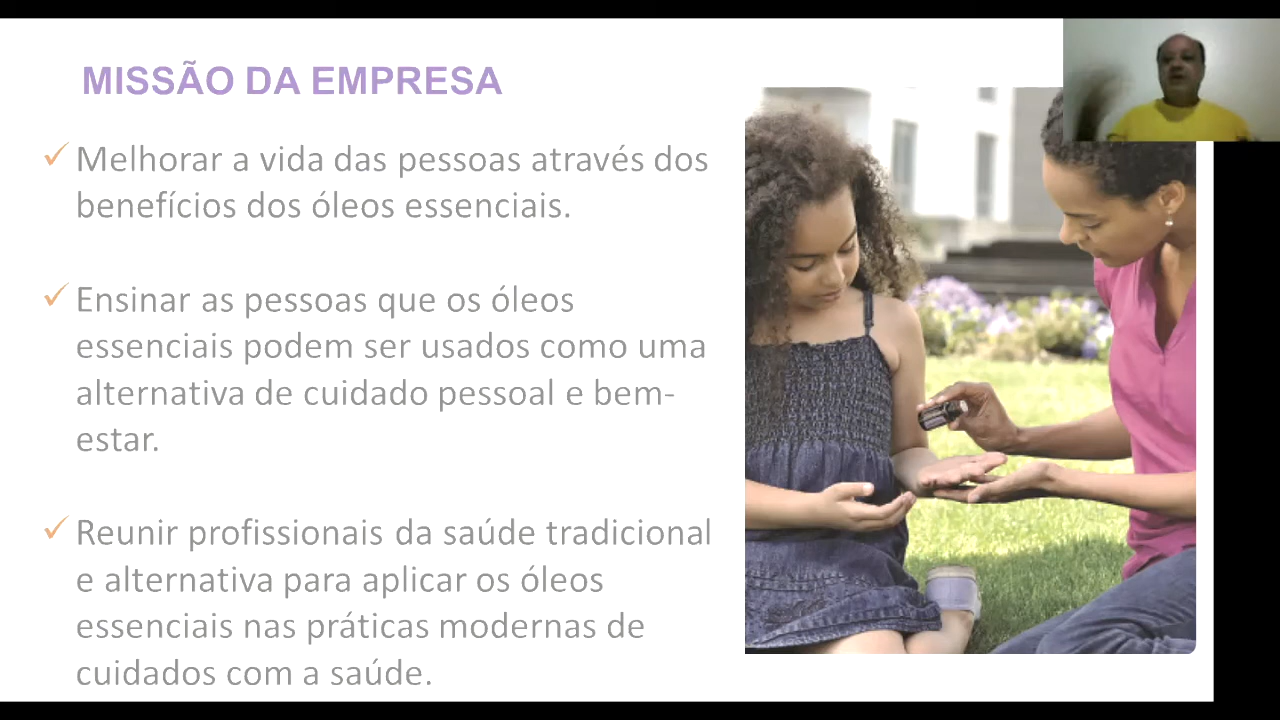 MISSÃO DA EMPRESA
✓ Melhorar a vida das pessoas através dos
benefícios dos óleos essenciais.
✓ Ensinar as pessoas que os óleos
essenciais podem ser usados como uma
alternativa de cuidado pessoal e bem-
estar.
✓ Reunir profissionais da saúde tradicional
e alternativa para aplicar os óleos
essenciais nas práticas modernas de
cuidados com a saúde.